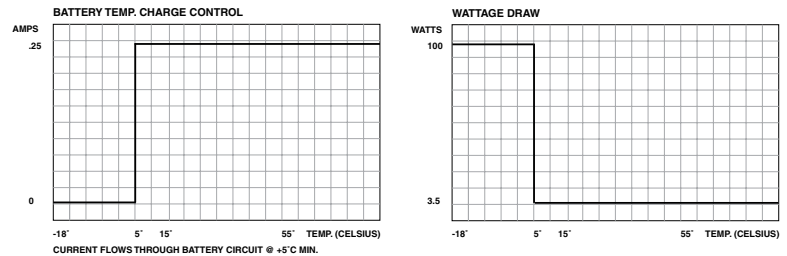 BATTERY TEMP. CHARGE CONTROL
AMPS
.25
0
-18˚ 5˚ 15˚ 55˚ TEMP. (CELSIUS)
CURRENT FLOWS THROUGH BATTERY CIRCUIT @ +5˚C MIN.
WATTAGE DRAW
WATTS
100
3.5
-18˚ 5˚ 15˚ 55˚ TEMP. (CELSIUS)